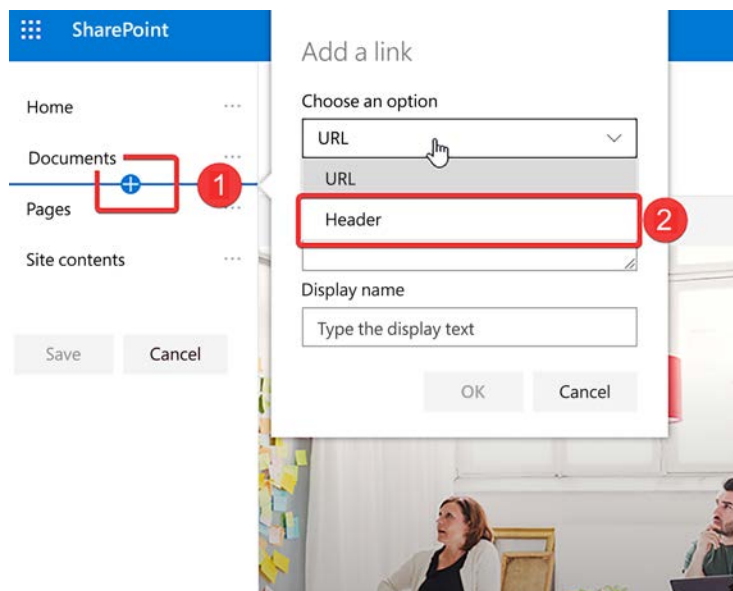 SharePoint
Home
Documents
1
Pages
Site contents
Save
Cancel
Add a link
Choose an option
URL
URL
Header
2
Display name
Type the display text
OK
Cancel